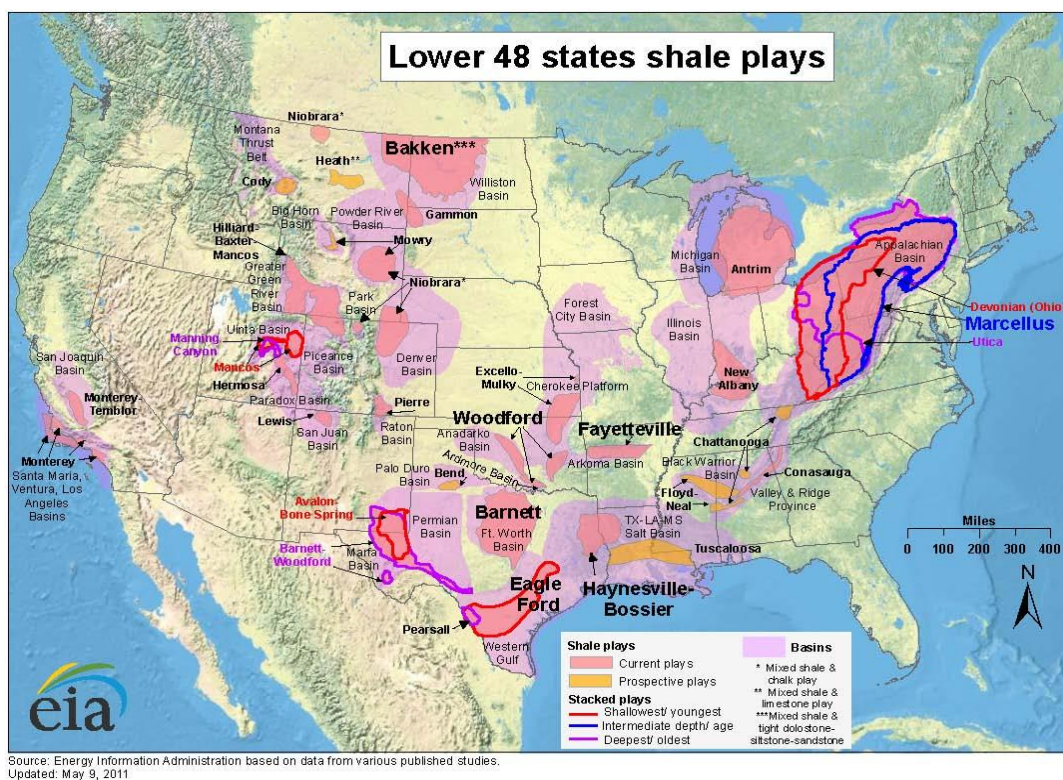 Lower 48 states shale plays
Niobrara*
Montana
Thrust
Belt
Bakken***
Heath**
Cody
Williston
Basin
Big Horn
Basin
Powder River
Basin
Gammon
Hilliard-
Baxter-
Mancos
Mowry
Greater
Green
River
Basin
Park
Basin
Niobrara*
Michigan
Basin
Antrim
Appalachian
Basin
Devonian (Ohio
Marcellus
Utica
Forest
City Basin
Illinois
Basin
Uinta Basin
Manning
Canyon
Mancos
Piceance
Basin
Denver
Basin
San Joaquin
Basin
Hermosa
Paradox Basin
Excello-
Mulky
Cherokee Platform
New
Albany
Monterey-
Temblor
Lewis
San Juan
Basin
Pierre
Raton
Basin
Woodford
Anadarko
Basin
Fayetteville
Arkoma Basin
Chattanooga
Black Warrior
Basin
Conasauga
Monterey
Santa Maria,
Ventura, Los
Angeles
Basins
Palo Duro
Basin
Bend
Ardmore Basin
Floyd-
Neal
Valley & Ridge
Province
Avalon-
Bone Spring
Permian
Basin
Barnett
Ft. Worth
Basin
TX-LA-MS
Salt Basin
Tuscaloosa
Barnett-
Woodford
Marfa
Basin
Eagle
Ford
Haynesville-
Bossier
Pearsall
Western
Gulf
Miles
0 100 200 300 400
N
Shale plays
Current plays
Prospective plays
Stacked plays
Shallowest/ youngest
Intermediate depth/ age
Deepest/ oldest
Basins
* Mixed shale &
chalk play
** Mixed shale &
limestone play
***Mixed shale &
tight dolostone-
siltstone-sandstone
eia
Source: Energy Information Administration based on data from various published studies.
Updated: May 9, 2011